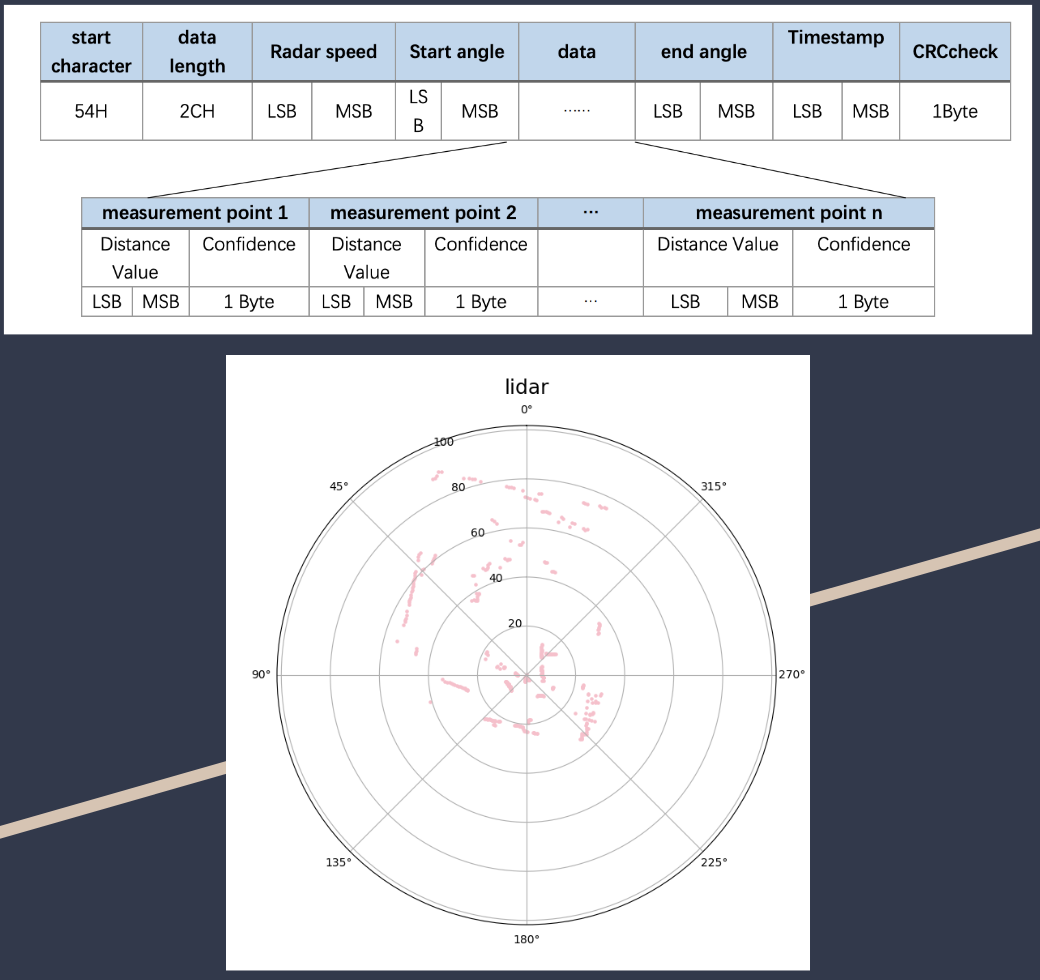 start character
data length
Radar speed
Start angle
data
end angle
Timestamp
CRCcheck
54H
2CH
LSB
MSB
LS
B
MSB
······
LSB
MSB
LSB
MSB
1Byte
measurement point 1
measurement point 2
···
measurement point n
Distance Value
Confidence
Distance Value
Confidence
Distance Value
Confidence
LSB
MSB
1 Byte
LSB
MSB
1 Byte
···
LSB
MSB
1 Byte
lidar
0°
100
45°
80
315°
60
40
20
90°
270°
135°
225°
180°